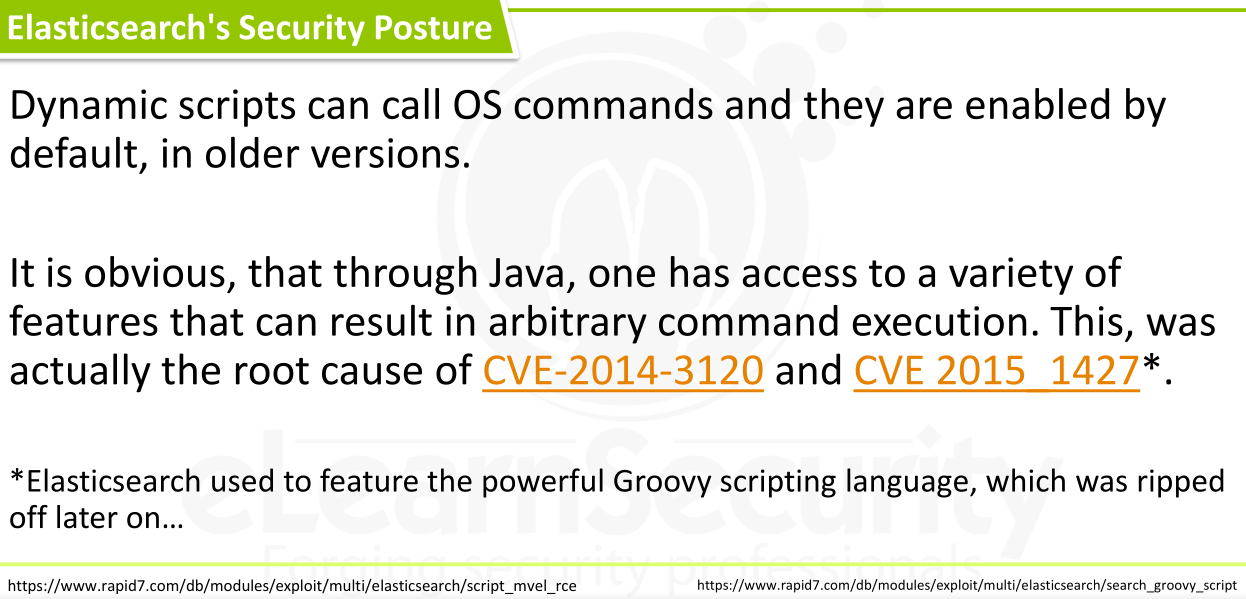 Elasticsearch's Security Posture
Dynamic scripts can call OS commands and they are enabled by
default, in older versions.
It is obvious, that through Java, one has access to a variety of
features that can result in arbitrary command execution. This, was
actually the root cause of CVE-2014-3120 and CVE 2015_1427*.
*Elasticsearch used to feature the powerful Groovy scripting language, which was ripped
off later on…
eLearnSecurity
Forging security professionals
https://www.rapid7.com/db/modules/exploit/multi/elasticsearch/script_mvel_rce
https://www.rapid7.com/db/modules/exploit/multi/elasticsearch/search_groovy_script